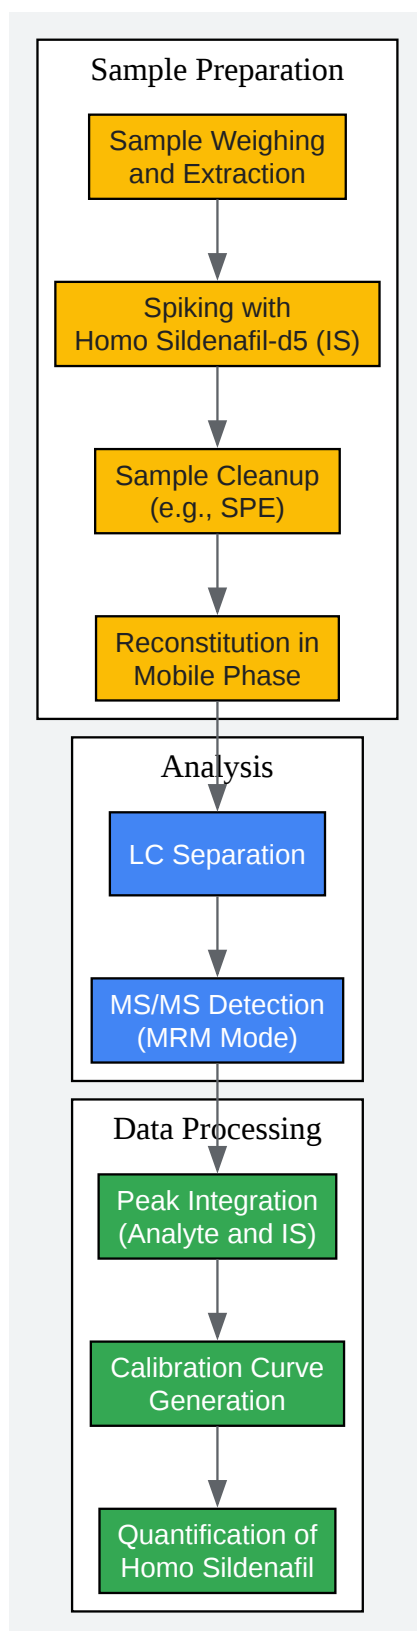 Sample Preparation
Sample Weighing
and Extraction
Spiking with
Homo Sildenafil-d5 (IS)
Sample Cleanup
(e.g., SPE)
Reconstitution in
Mobile Phase
Analysis
LC Separation
MS/MS Detection
(MRM Mode)
Data Processing
Peak Integration
(Analyte and IS)
Calibration Curve
Generation
Quantification of
Homo Sildenafil